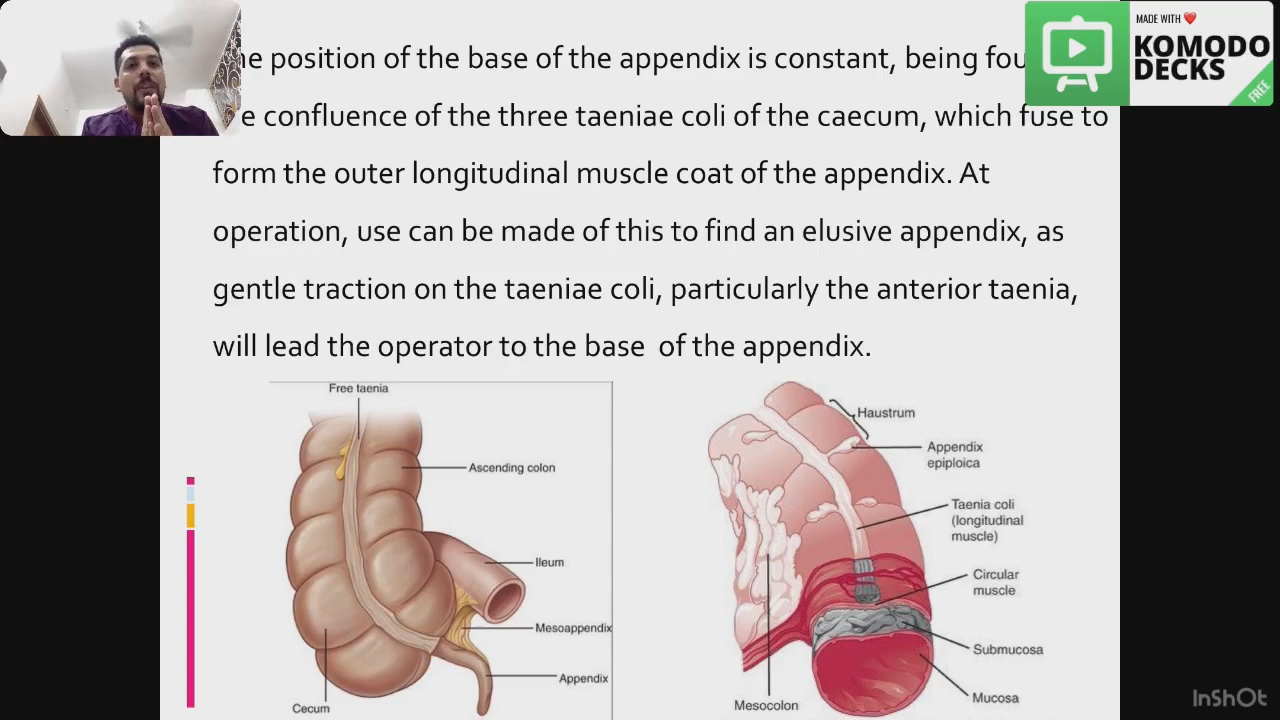 he position of the base of the appendix is constant, being fou
e confluence of the three taeniae coli of the caecum, which fuse to
form the outer longitudinal muscle coat of the appendix. At
operation, use can be made of this to find an elusive appendix, as
gentle traction on the taeniae coli, particularly the anterior taenia,
will lead the operator to the base of the appendix.
MADE WITH ❤️
KOMODO
DECKS
FREE
Free taenia
Ascending colon
Ileum
Mesoappendix
Appendix
Cecum
Haustrum
Appendix
epiploica
Taenia coli
(longitudinal
muscle)
Circular
muscle
Submucosa
Mucosa
Mesocolon
InShOt